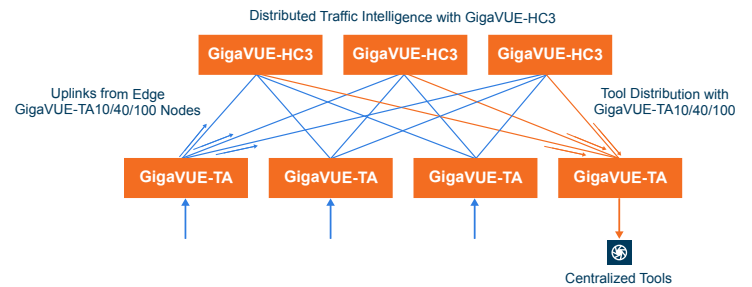 Distributed Traffic Intelligence with GigaVUE-HC3
GigaVUE-HC3
GigaVUE-HC3
GigaVUE-HC3
Uplinks from Edge
GigaVUE-TA10/40/100 Nodes
Tool Distribution with
GigaVUE-TA10/40/100
GigaVUE-TA
GigaVUE-TA
GigaVUE-TA
GigaVUE-TA
Centralized Tools